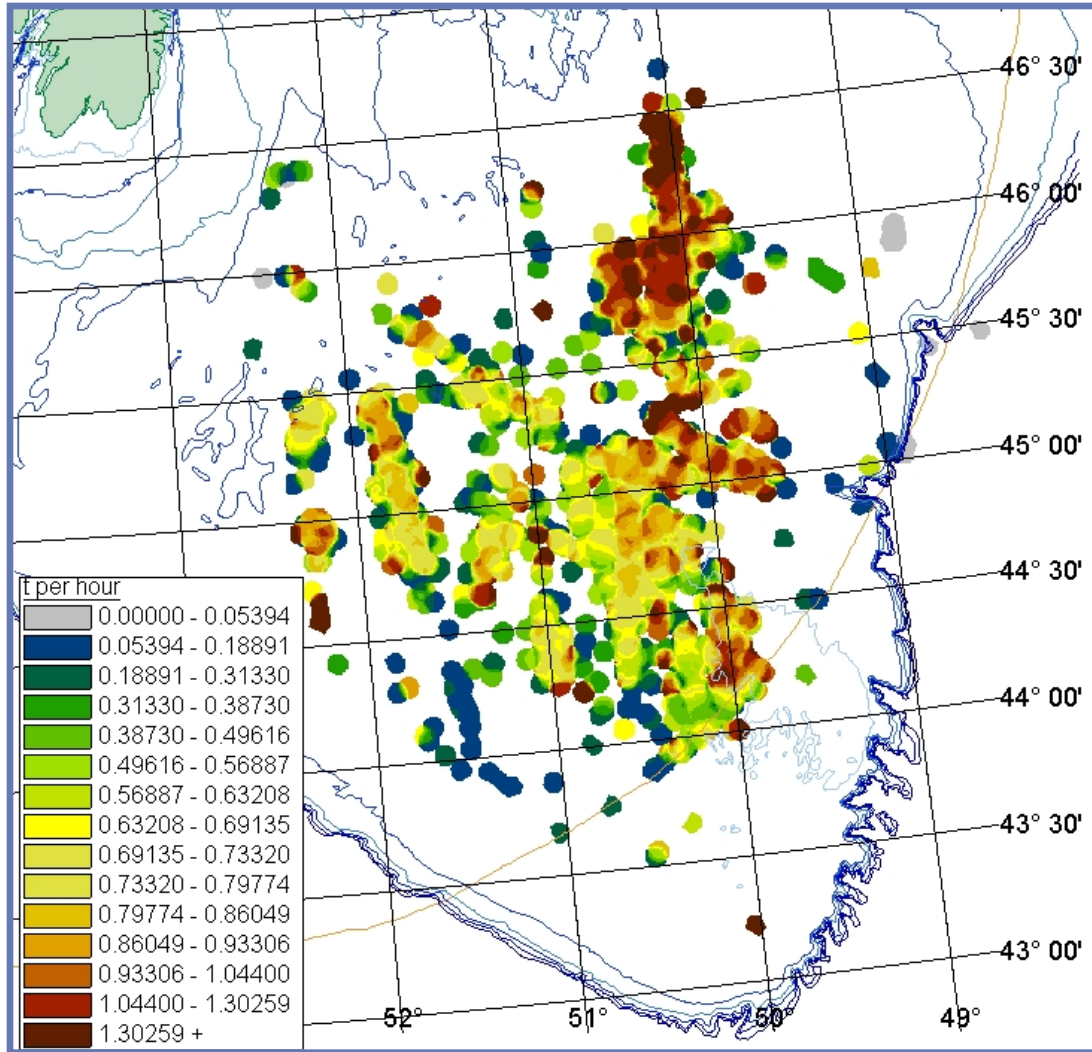 46° 30'
46° 00'
45° 30'
45° 00'
44° 30'
44° 00'
43° 30'
43° 00'
t per hour
0.00000 - 0.05394
0.05394 - 0.18891
0.18891 - 0.31330
0.31330 - 0.38730
0.38730 - 0.49616
0.49616 - 0.56887
0.56887 - 0.63208
0.63208 - 0.69135
0.69135 - 0.73320
0.73320 - 0.79774
0.79774 - 0.86049
0.86049 - 0.93306
0.93306 - 1.04400
1.04400 - 1.30259
1.30259 +
52° 51° 50° 49°